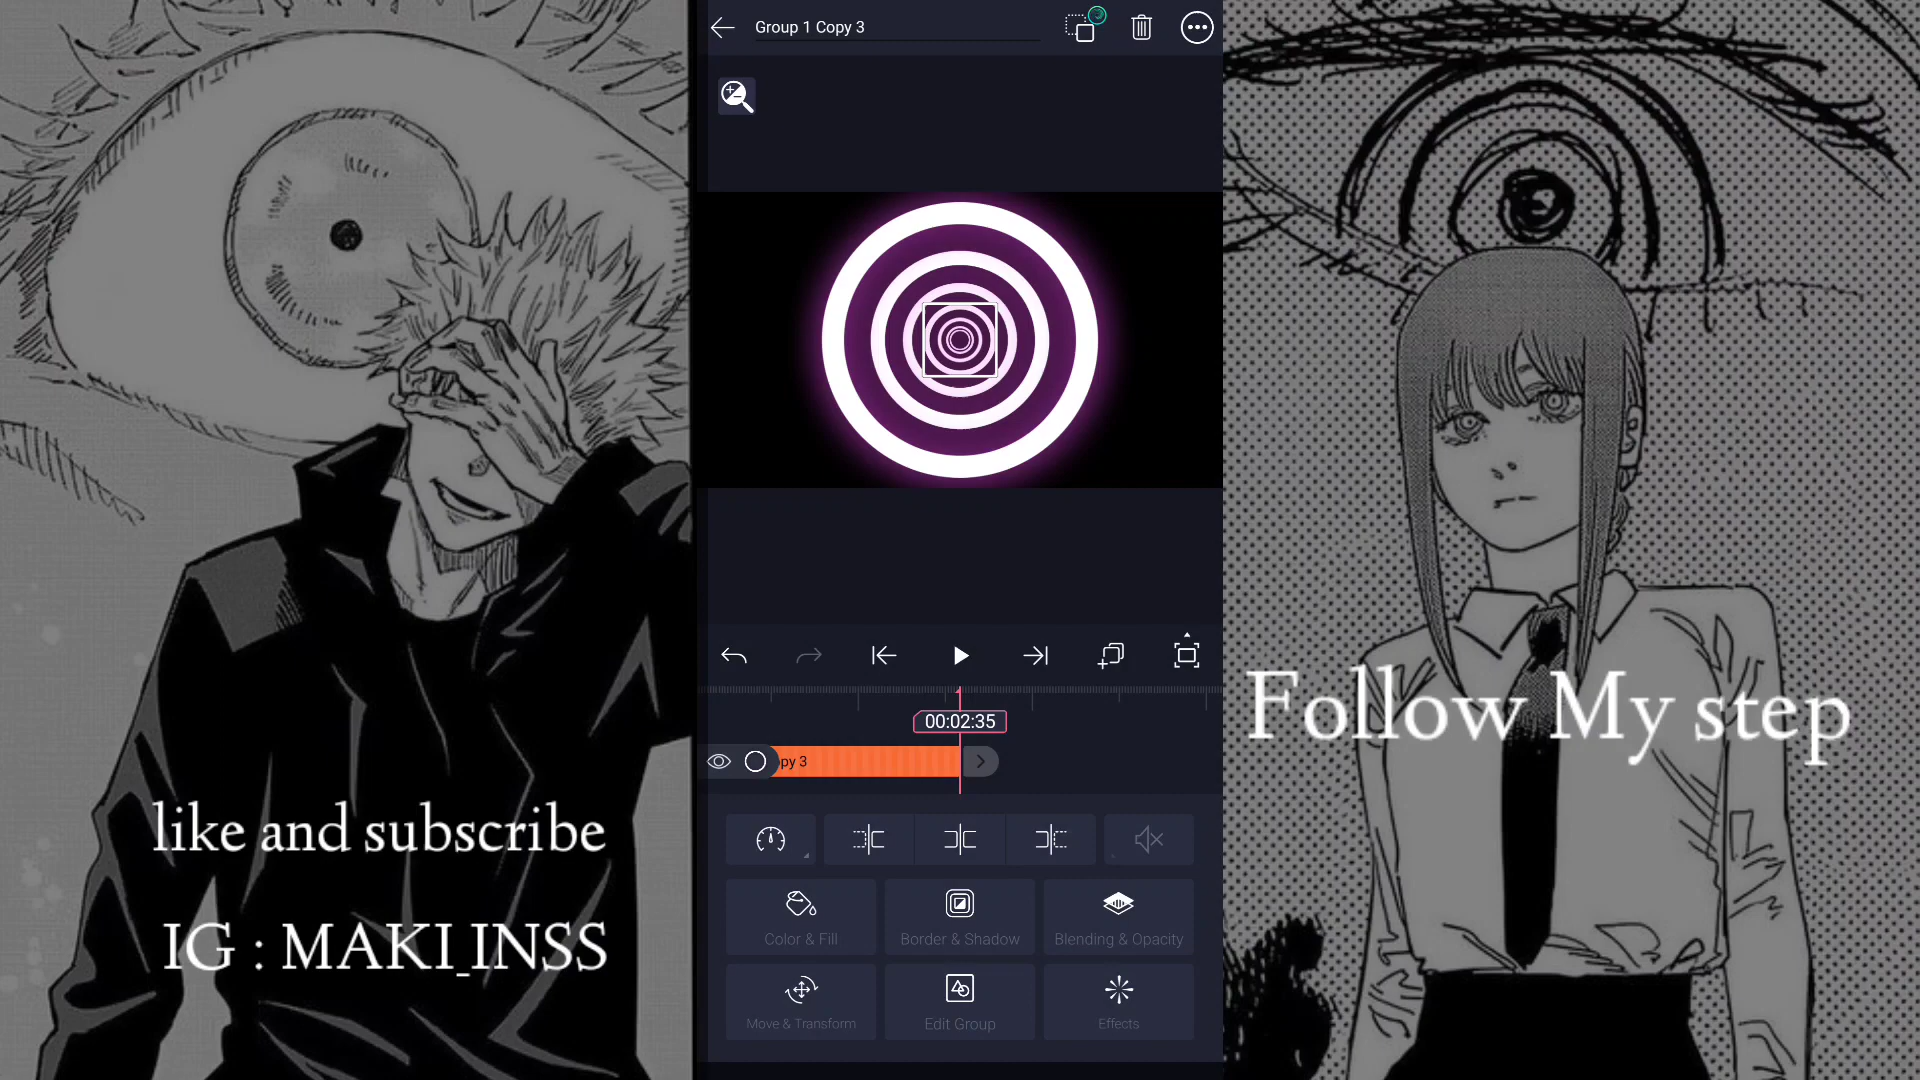 Group 1 Copy 3
00:02:35
py 3
Color & Fill
Border & Shadow
Blending & Opacity
Move & Transform
Edit Group
Effects
like and subscribe
IG : MAKI_INSS
Follow My step